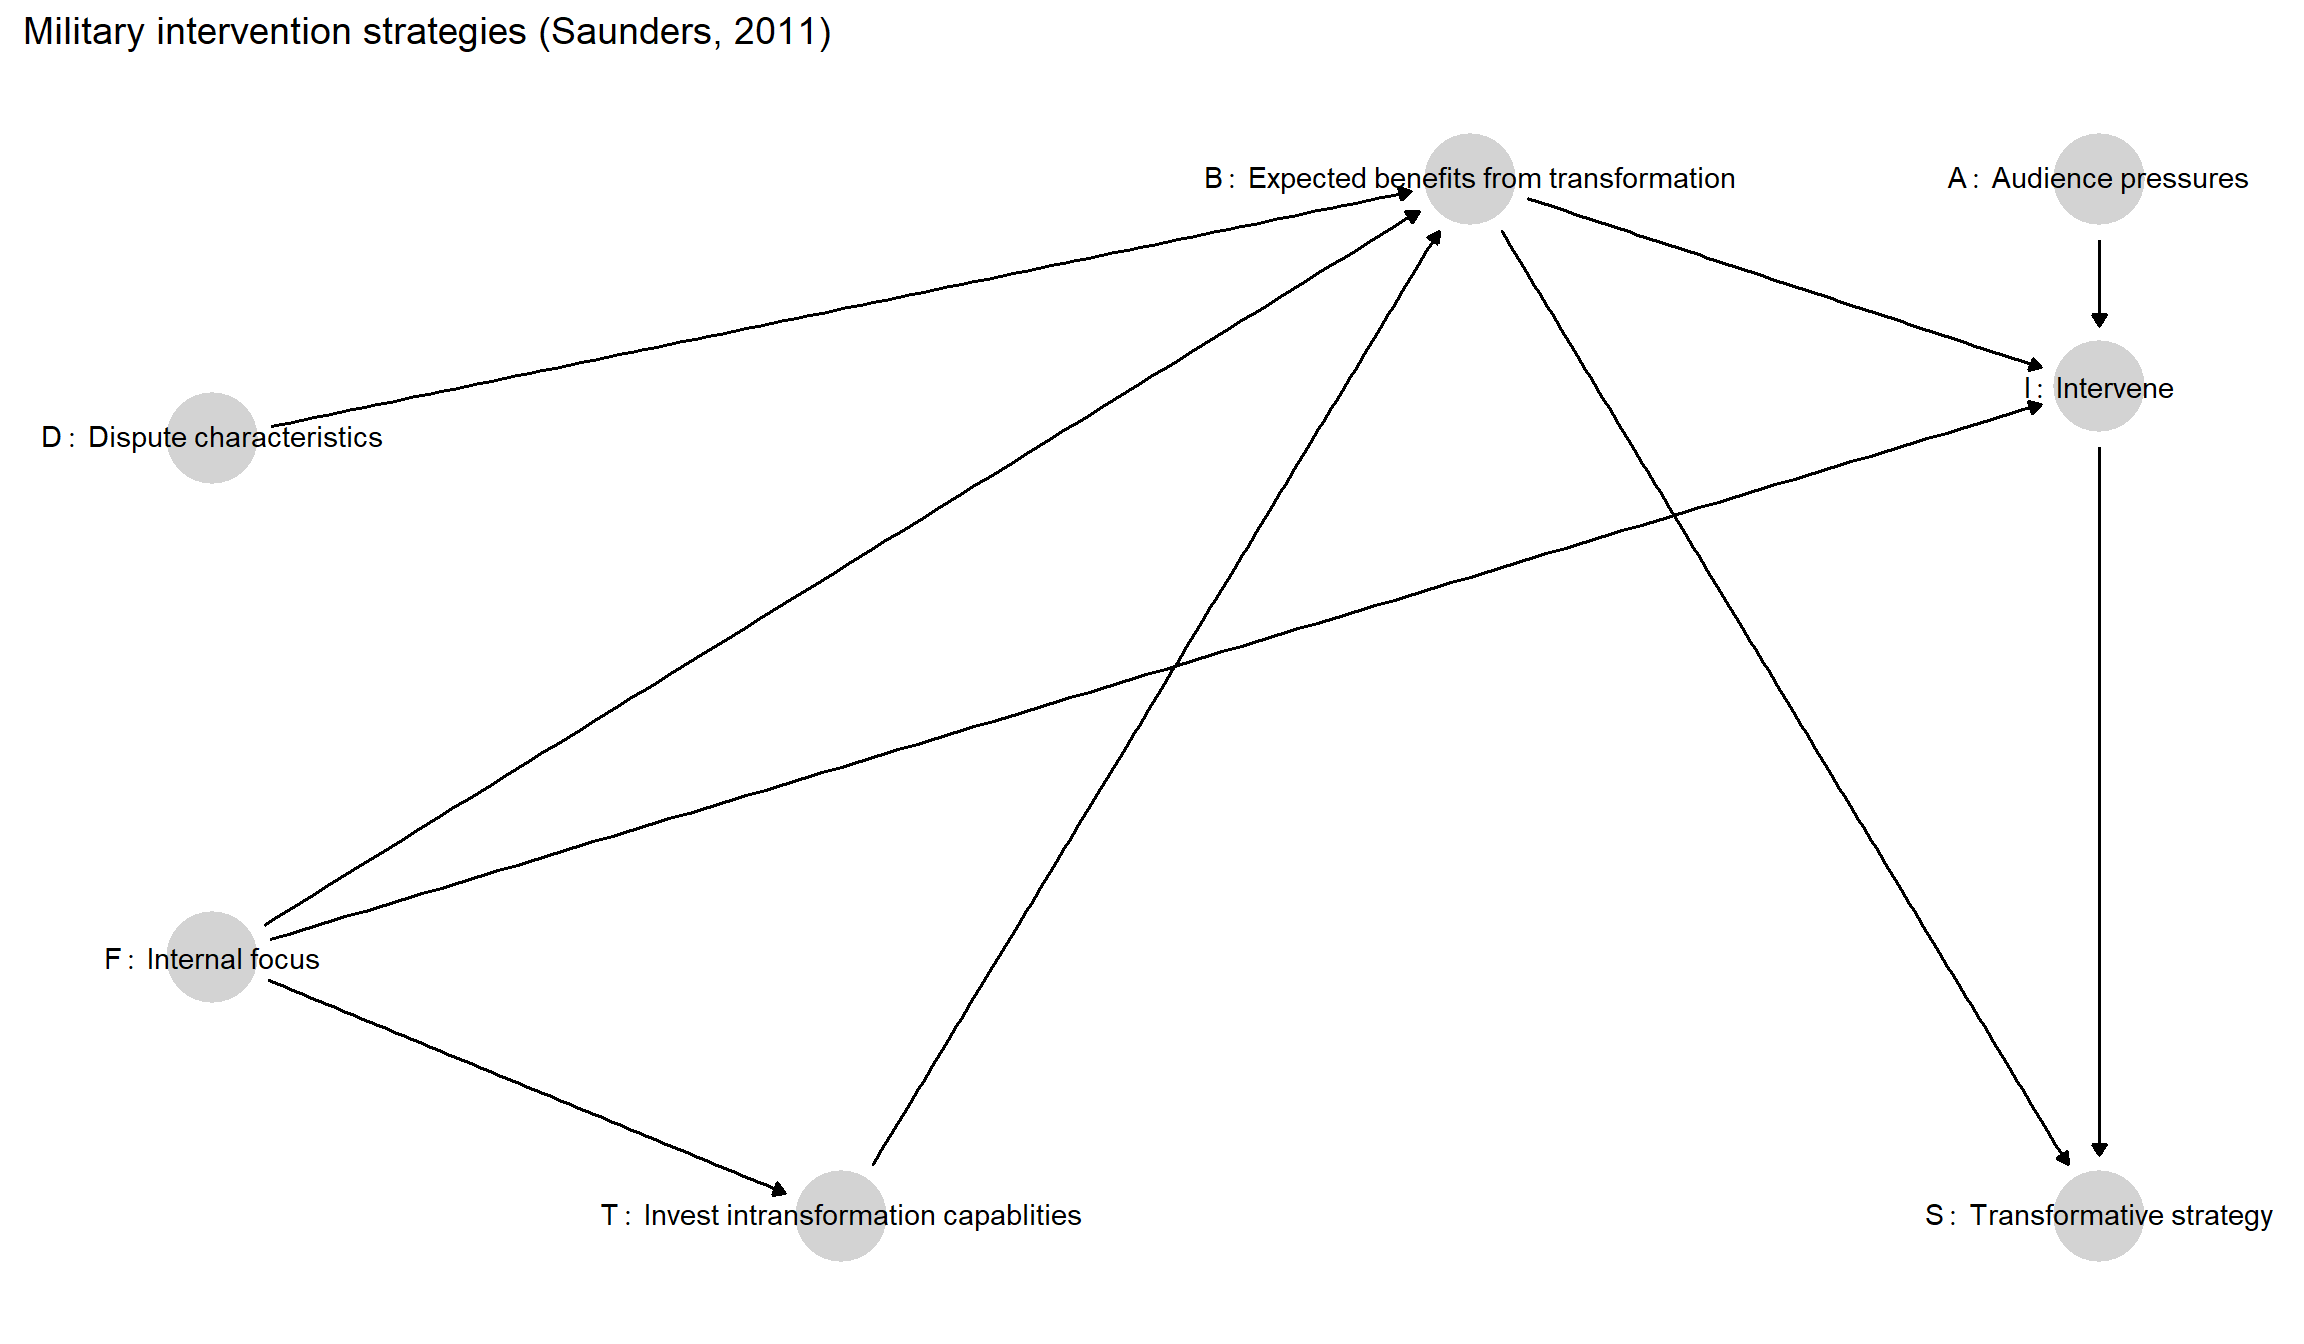 Military intervention strategies (Saunders, 2011)
B : Expected benefits from transformation
A : Audience pressures
I : Intervene
D : Dispute characteristics
F : Internal focus
T : Invest intransformation capablities
S : Transformative strategy